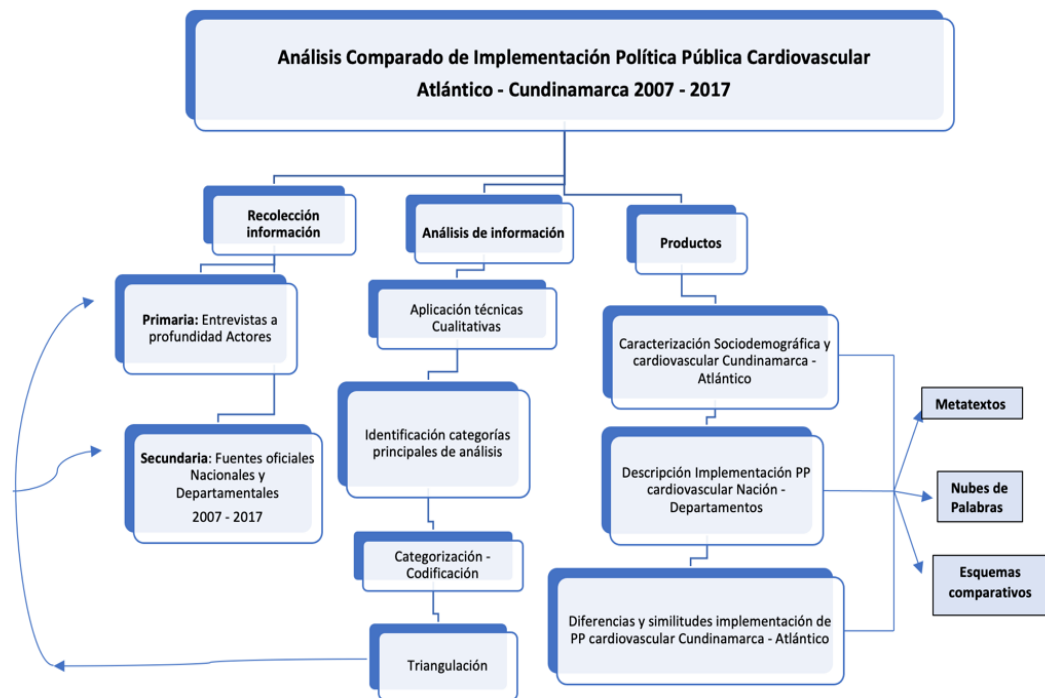 Análisis Comparado de Implementación Política Pública Cardiovascular
Atlántico - Cundinamarca 2007 - 2017
Recolección
información
Primaria: Entrevistas a
profundidad Actores
Secundaria: Fuentes oficiales
Nacionales y
Departamentales
2007 - 2017
Análisis de información
Aplicación técnicas
Cualitativas
Identificación categorías
principales de análisis
Categorización -
Codificación
Triangulación
Productos
Caracterización Sociodemográfica y
cardiovascular Cundinamarca -
Atlántico
Descripción Implementación PP
cardiovascular Nación -
Departamentos
Diferencias y similitudes implementación de
PP cardiovascular Cundinamarca - Atlántico
Metatextos
Nubes de
Palabras
Esquemas
comparativos